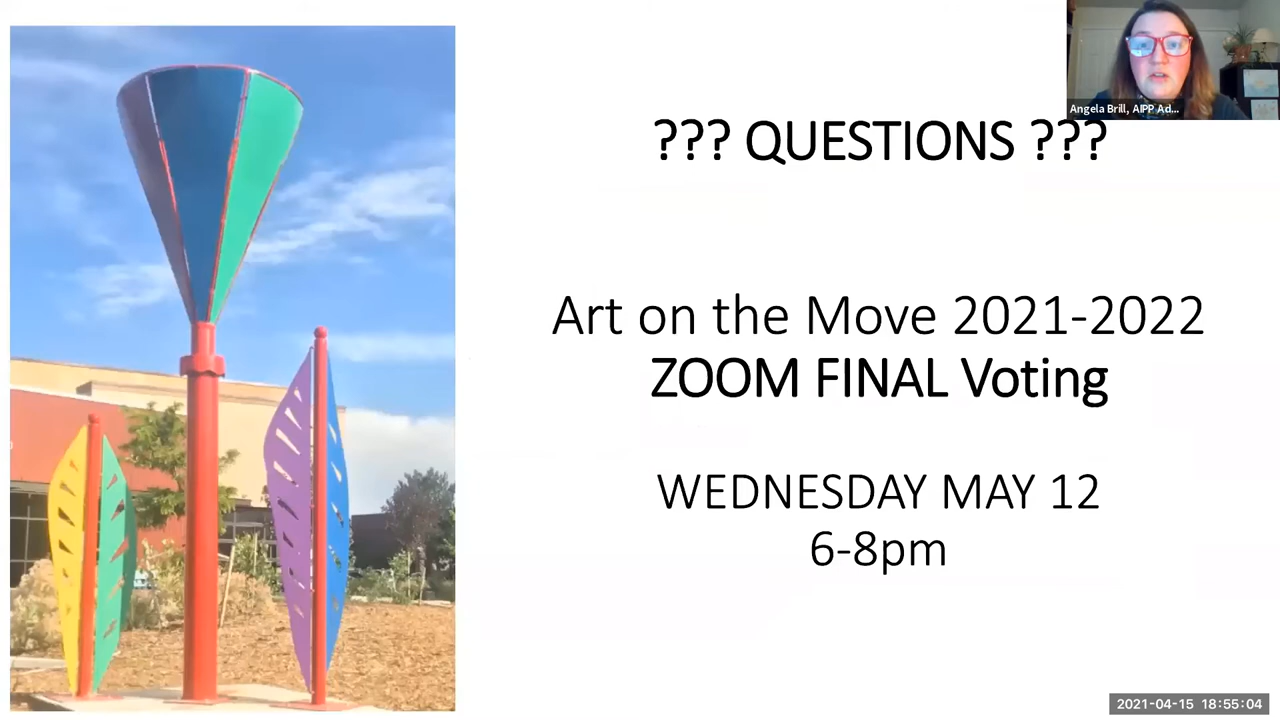 Angela Brill, AIPP Ad...
??? QUESTIONS ???
Art on the Move 2021-2022
ZOOM FINAL Voting
WEDNESDAY MAY 12
6-8pm
2021-04-15 18:55:04